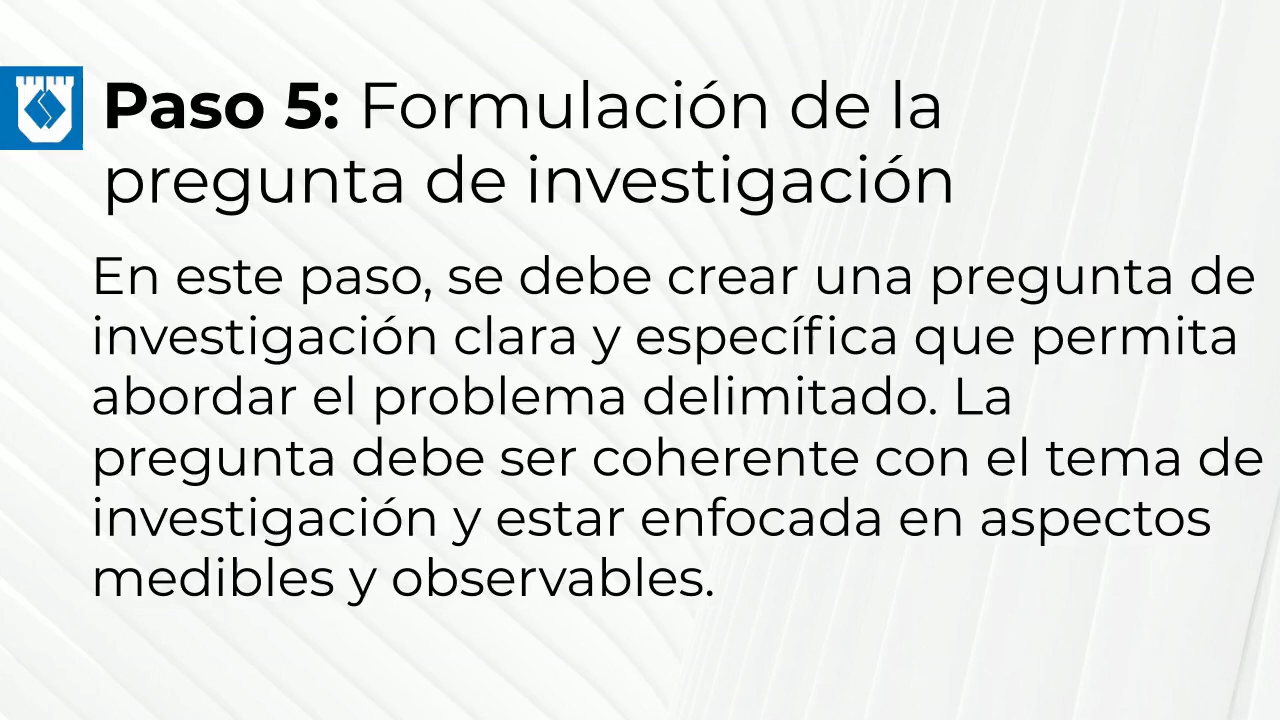 Paso 5: Formulación de la
pregunta de investigación
En este paso, se debe crear una pregunta de
investigación clara y específica que permita
abordar el problema delimitado. La
pregunta debe ser coherente con el tema de
investigación y estar enfocada en aspectos
medibles y observables.